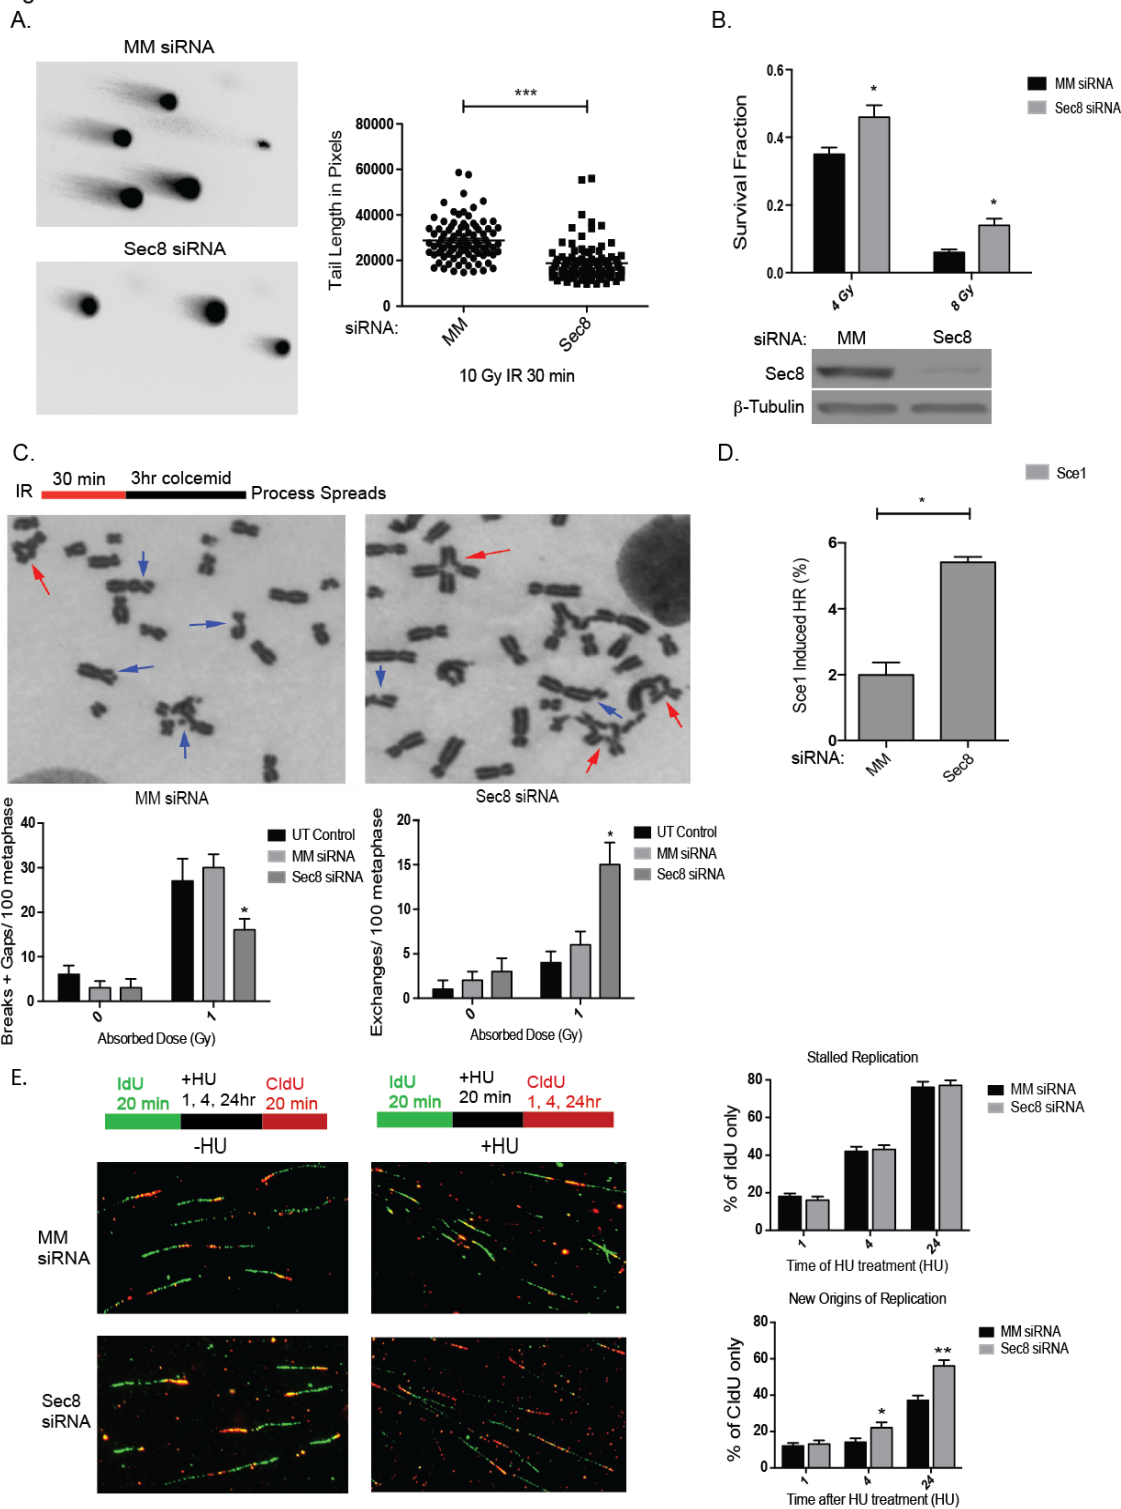 A.
MM siRNA
Sec8 siRNA
***
Tail Length in Pixels
80000
60000
40000
20000
0
siRNA:
MM
Sec8
10 Gy IR 30 min
B.
MM siRNA
Sec8 siRNA
Survival Fraction
0.6
0.4
0.2
0.0
*
*
4 Gy
8 Gy
siRNA:
MM
Sec8
Sec8
β-Tubulin
C.
30 min
3hr colcemid
IR
Process Spreads
MM siRNA
Sec8 siRNA
Breaks + Gaps/ 100 metaphase
40
30
20
10
0
*
0
1
Absorbed Dose (Gy)
UT Control
MM siRNA
Sec8 siRNA
Exchanges/ 100 metaphase
20
15
10
5
0
*
0
1
Absorbed Dose (Gy)
UT Control
MM siRNA
Sec8 siRNA
D.
Sce1
*
Sce1 Induced HR (%)
6
4
2
0
siRNA:
MM
Sec8
E.
IdU
20 min
+HU
1, 4, 24hr
CldU
20 min
-HU
IdU
20 min
+HU
20 min
CldU
1, 4, 24hr
+HU
MM
siRNA
Sec8
siRNA
Stalled Replication
% of IdU only
80
60
40
20
0
1
4
24
Time of HU treatment (HU)
MM siRNA
Sec8 siRNA
New Origins of Replication
% of CldU only
80
60
40
20
0
*
**
1
4
24
Time after HU treatment (HU)
MM siRNA
Sec8 siRNA